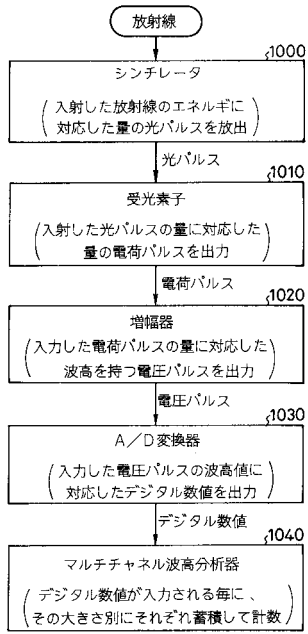 放射線
1000
シンチレータ
(入射した放射線のエネルギに
対応した量の光パルスを放出)
光パルス
1010
受光素子
(入射した光パルスの量に対応した
量の電荷パルスを出力)
電荷パルス
1020
増幅器
(入力した電荷パルスの量に対応した
波高を持つ電圧パルスを出力)
電圧パルス
1030
A/D変換器
(入力した電圧パルスの波高値に
対応したデジタル数値を出力)
デジタル数値
1040
マルチチャネル波高分析器
(デジタル数値が入力される毎に、
その大きさ別にそれぞれ蓄積して計数)